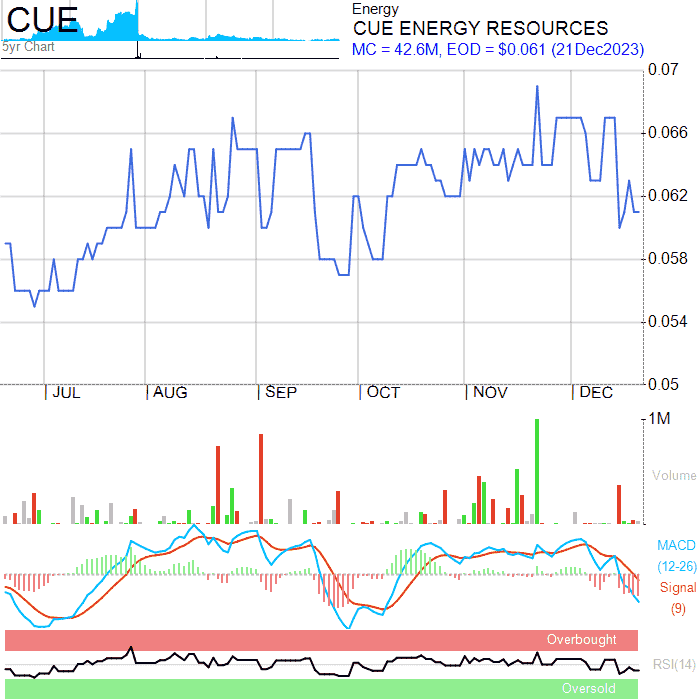 CUE
5yr Chart
Energy
CUE ENERGY RESOURCES
MC = 42.6M, EOD = $0.061 (21Dec2023)
0.07
0.066
0.062
0.058
0.054
0.05
JUL AUG SEP OCT NOV DEC
1M
Volume
MACD
(12-26)
Signal
(9)
Overbought
RSI(14)
Oversold